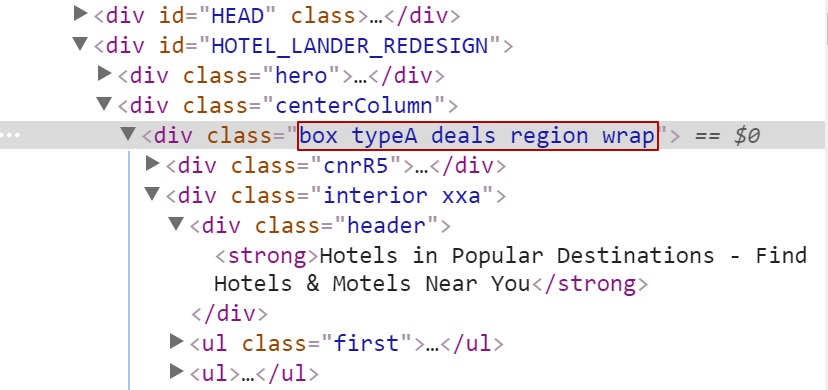 ▶<div id="HEAD" class>…</div>
▼<div id="HOTEL_LANDER_REDESIGN">
▶<div class="hero">…</div>
▼<div class="centerColumn">
…▼<div class="box typeA deals region wrap"> == $0
▶<div class="cnrR5">…</div>
▼<div class="interior xxa">
▼<div class="header">
<strong>Hotels in Popular Destinations - Find
Hotels & Motels Near You</strong>
</div>
▶<ul class="first">…</ul>
▶<ul>…</ul>